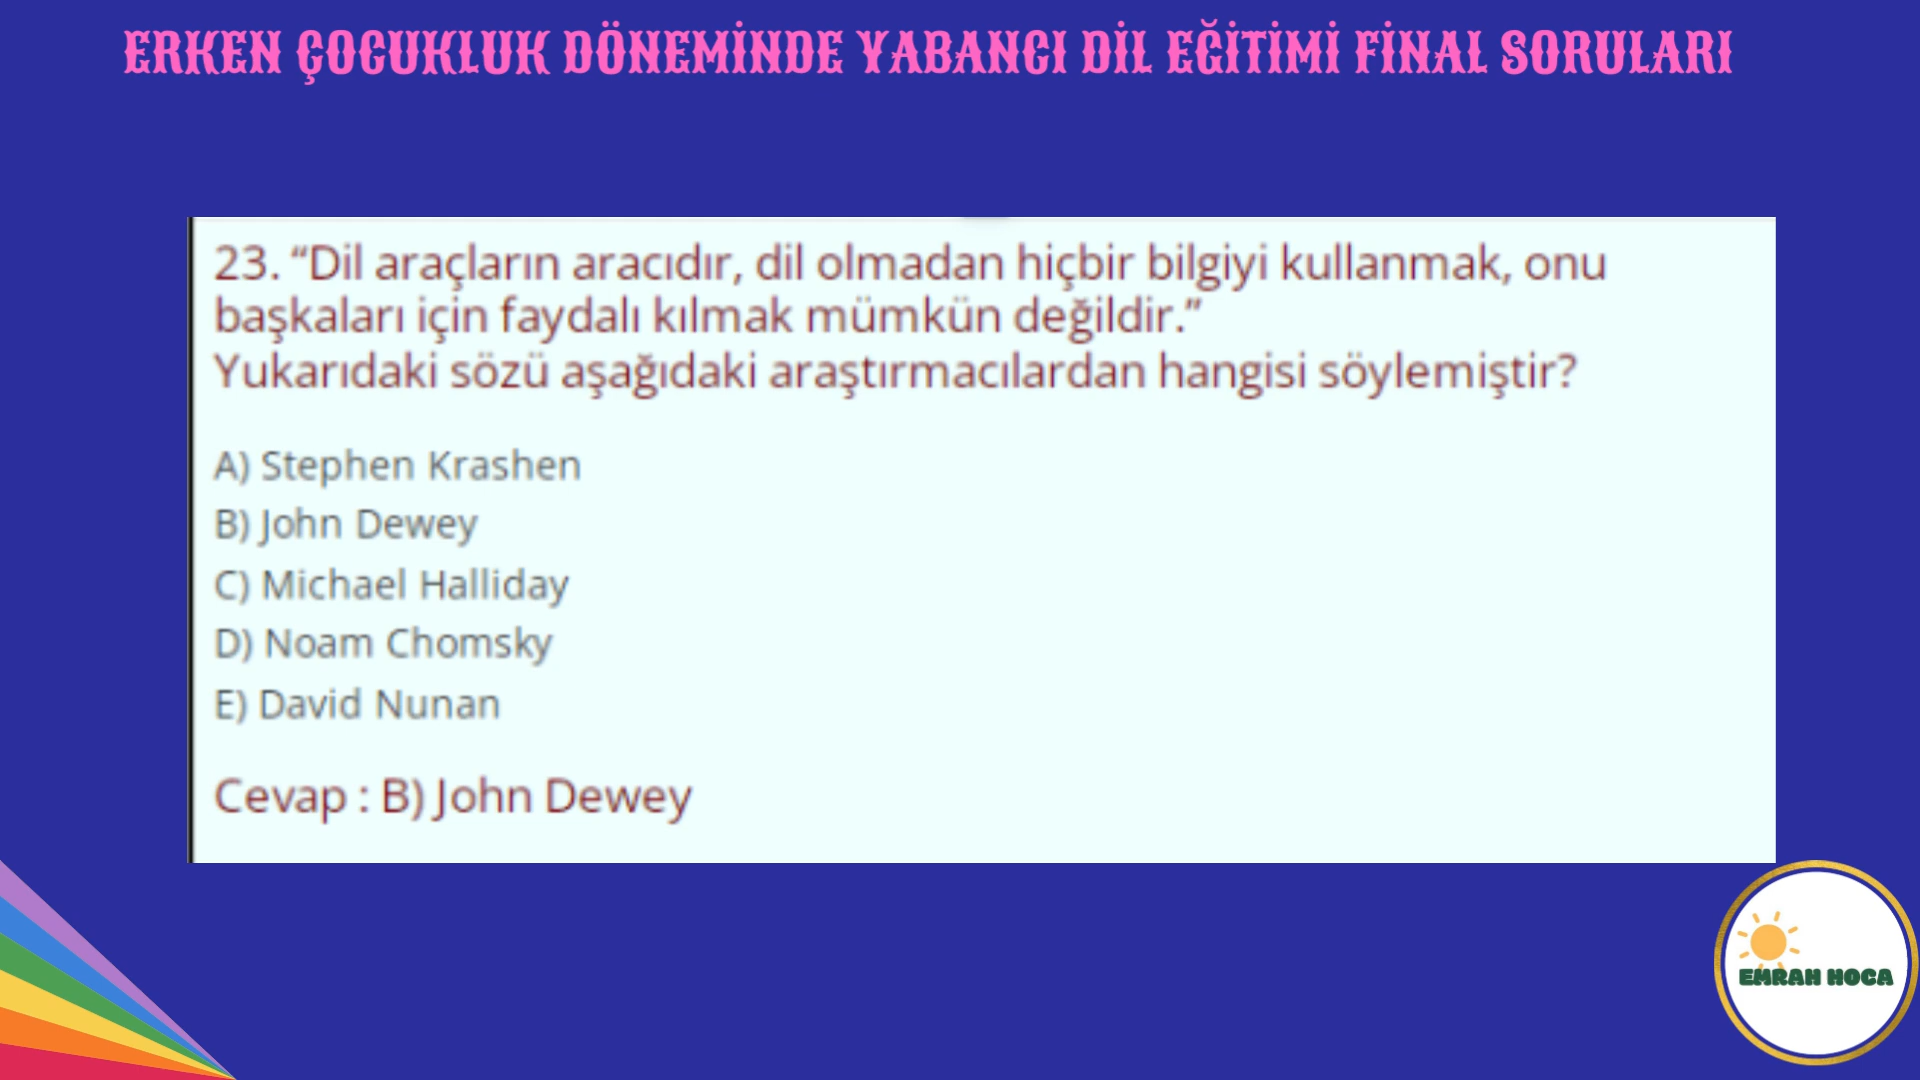 ERKEN ÇOCUKLUK DÖNEMİNDE YABANCI DİL EĞİTİMİ FİNAL SORULARI
23. “Dil araçların aracıdır, dil olmadan hiçbir bilgiyi kullanmak, onu
başkaları için faydalı kılmak mümkün değildir.”
Yukarıdaki sözü aşağıdaki araştırmacılardan hangisi söylemiştir?
A) Stephen Krashen
B) John Dewey
C) Michael Halliday
D) Noam Chomsky
E) David Nunan
Cevap : B) John Dewey
EMRAH HOCA